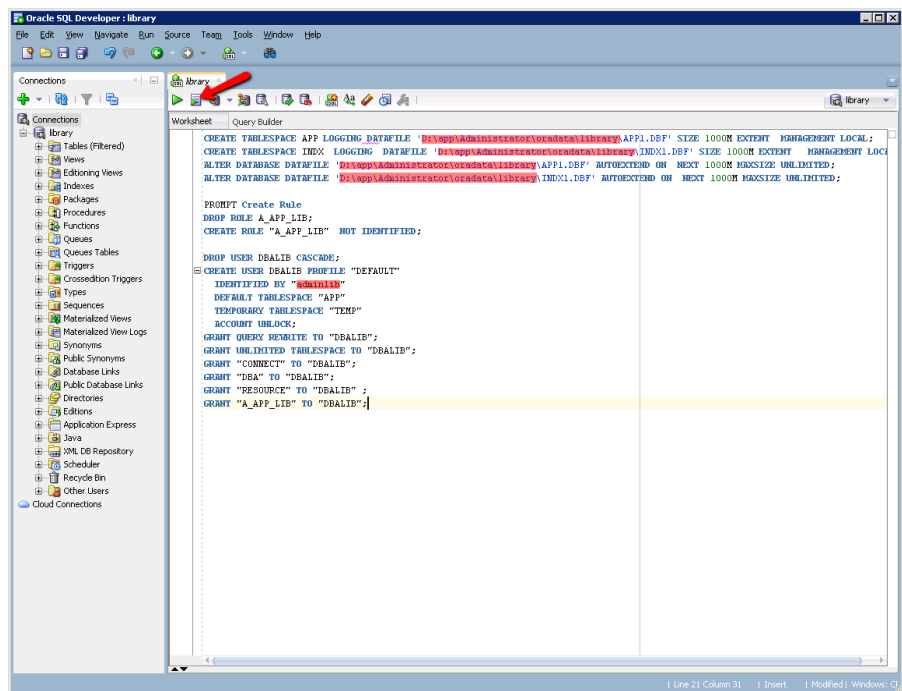 Oracle SQL Developer : library
File Edit View Navigate Run Source Team Tools Window Help
Connections
library
library
Worksheet Query Builder
Connections
library
Tables (Filtered)
Views
Editioning Views
Indexes
Packages
Procedures
Functions
Queues
Queues Tables
Triggers
Crossedition Triggers
Types
Sequences
Materialized Views
Materialized View Logs
Synonyms
Public Synonyms
Database Links
Public Database Links
Directories
Editions
Application Express
Java
XML DB Repository
Scheduler
Recycle Bin
Other Users
Cloud Connections
CREATE TABLESPACE APP LOGGING DATAFILE 'D:\app\Administrator\oradata\library\APP1.DBF' SIZE 1000M EXTENT MANAGEMENT LOCAL;
CREATE TABLESPACE INDX LOGGING DATAFILE 'D:\app\Administrator\oradata\library\INDX1.DBF' SIZE 1000M EXTENT MANAGEMENT LOCA
ALTER DATABASE DATAFILE 'D:\app\Administrator\oradata\library\APP1.DBF' AUTOEXTEND ON NEXT 1000M MAXSIZE UNLIMITED;
ALTER DATABASE DATAFILE 'D:\app\Administrator\oradata\library\INDX1.DBF' AUTOEXTEND ON NEXT 1000M MAXSIZE UNLIMITED;
PROMPT Create Rule
DROP ROLE A_APP_LIB;
CREATE ROLE "A_APP_LIB" NOT IDENTIFIED;
DROP USER DBALIB CASCADE;
CREATE USER DBALIB PROFILE "DEFAULT"
IDENTIFIED BY "adminlib"
DEFAULT TABLESPACE "APP"
TEMPORARY TABLESPACE "TEMP"
ACCOUNT UNLOCK;
GRANT QUERY REWRITE TO "DBALIB";
GRANT UNLIMITED TABLESPACE TO "DBALIB";
GRANT "CONNECT" TO "DBALIB";
GRANT "DBA" TO "DBALIB";
GRANT "RESOURCE" TO "DBALIB" ;
GRANT "A_APP_LIB" TO "DBALIB";
Line 21 Column 31 | Insert | Modified | Windows: CF